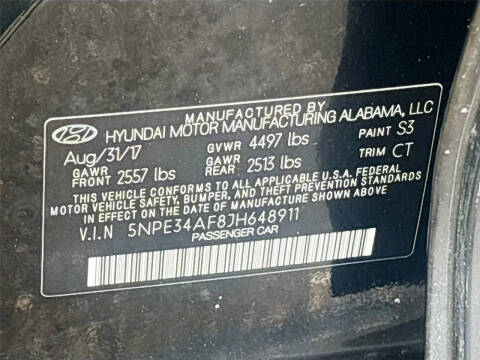 MANUFACTURED BY
HYUNDAI MOTOR MANUFACTURING ALABAMA, LLC
Aug/31/17 GVWR 4497 lbs PAINT S3
GAWR FRONT 2557 lbs GAWR REAR 2513 lbs TRIM CT
THIS VEHICLE CONFORMS TO ALL APPLICABLE U.S.A. FEDERAL
MOTOR VEHICLE SAFETY, BUMPER, AND THEFT PREVENTION
STANDARDS IN EFFECT ON THE DATE OF MANUFACTURE SHOWN ABOVE
V.I.N 5NPE34AF8JH648911
PASSENGER CAR